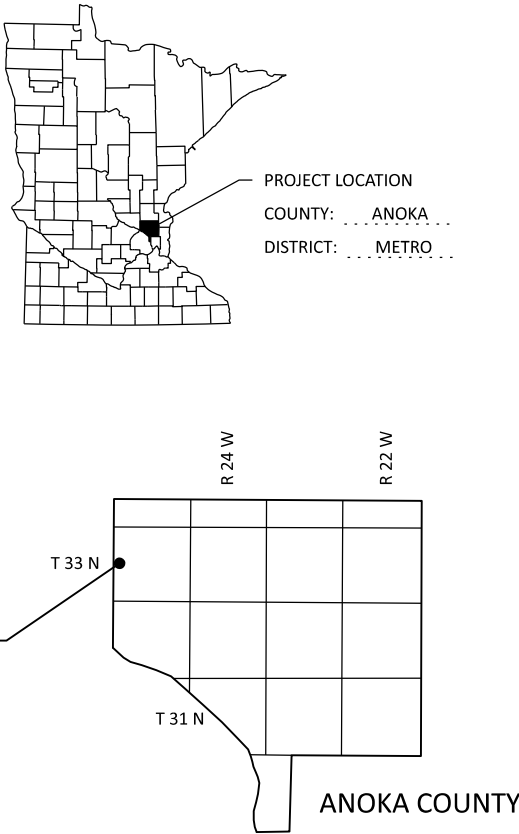 PROJECT LOCATION
COUNTY: ANOKA
DISTRICT: METRO
R 24 W
R 22 W
T 33 N
T 31 N
ANOKA COUNTY